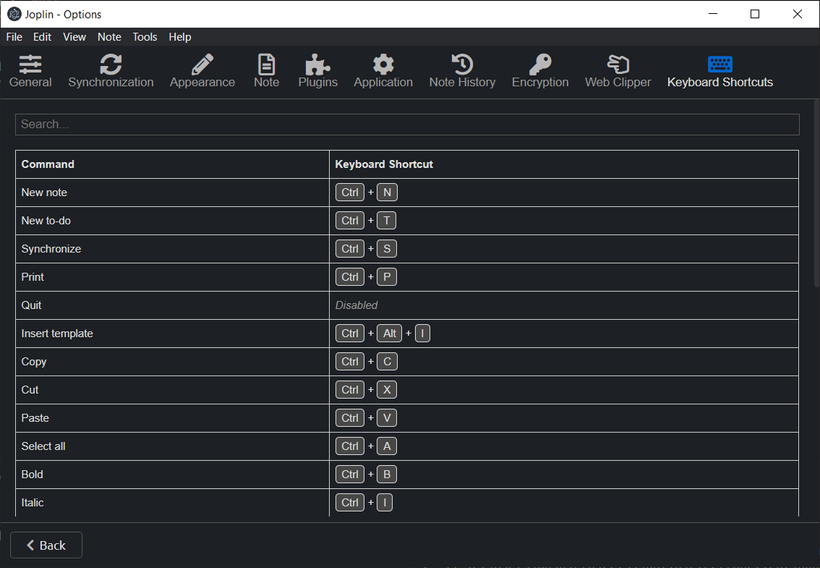 Joplin - Options
File Edit View Note Tools Help
General Synchronization Appearance Note Plugins Application Note History Encryption Web Clipper Keyboard Shortcuts
Search...
Command Keyboard Shortcut
New note Ctrl + N
New to-do Ctrl + T
Synchronize Ctrl + S
Print Ctrl + P
Quit Disabled
Insert template Ctrl + Alt + I
Copy Ctrl + C
Cut Ctrl + X
Paste Ctrl + V
Select all Ctrl + A
Bold Ctrl + B
Italic Ctrl + I
Back